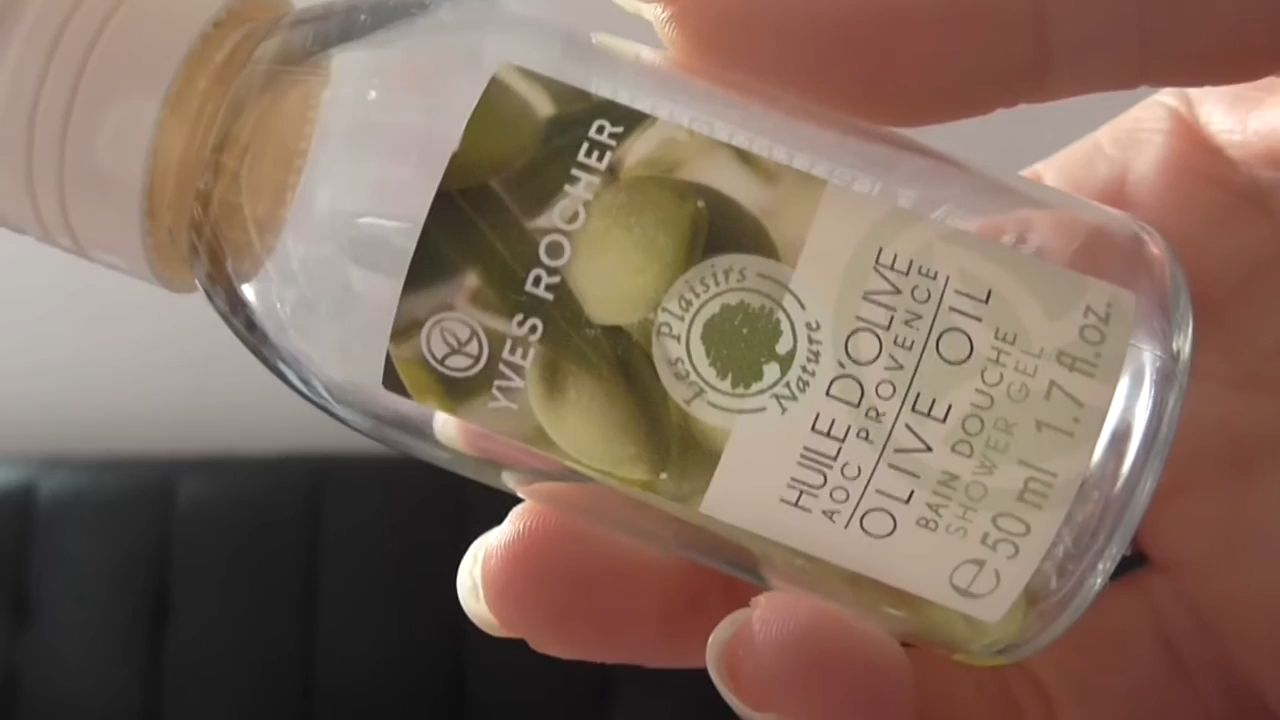 YVES ROCHER
Les Plaisirs
Nature
HUILE D'OLIVE
AOC PROVENCE
OLIVE OIL
BAIN DOUCHE
SHOWER GEL
℮ 50 ml 1.7 fl.oz.